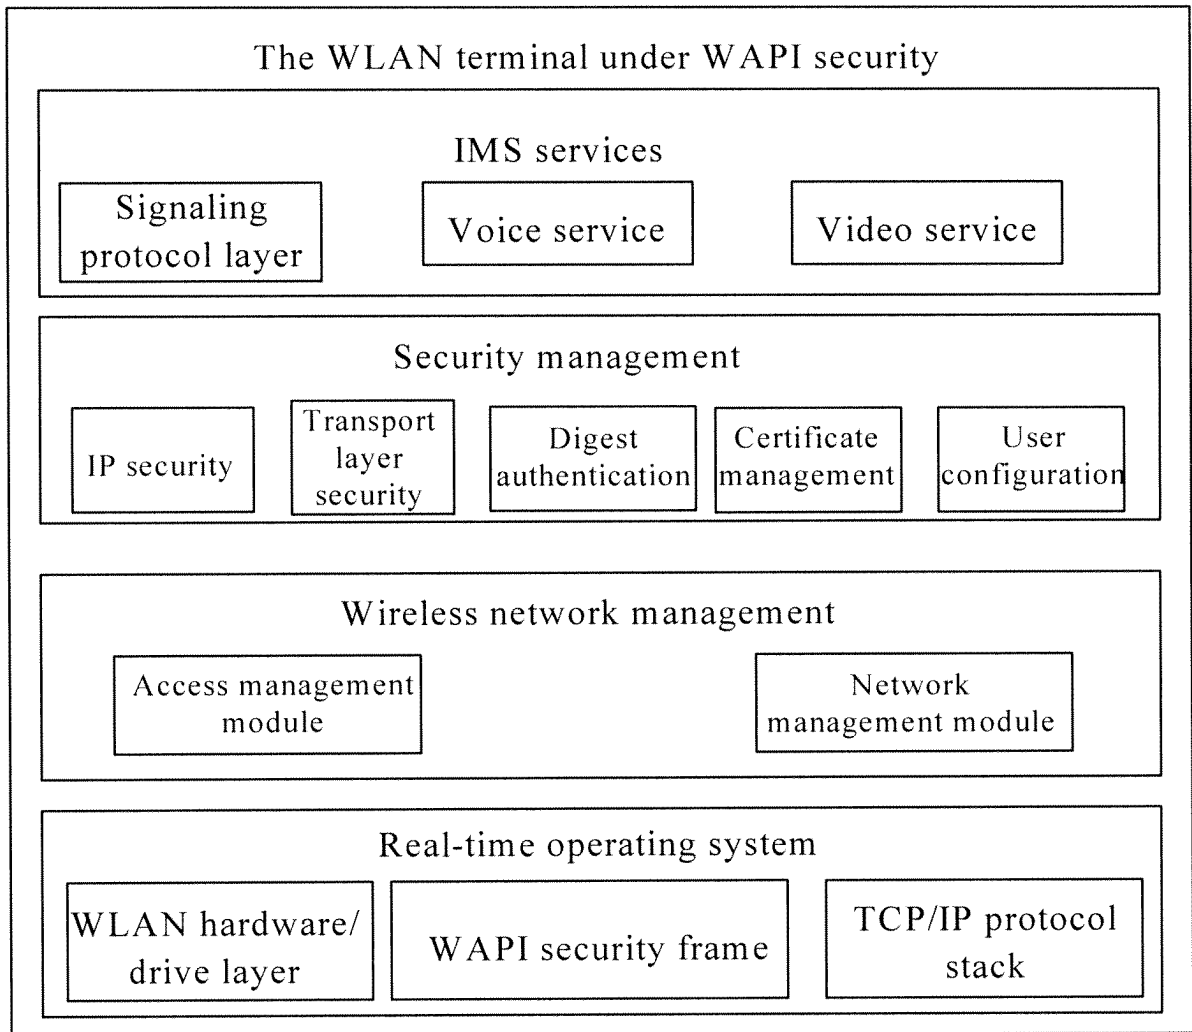 The WLAN terminal under WAPI security
IMS services
Signaling
protocol layer
Voice service
Video service
Security management
IP security
Transport
layer
security
Digest
authentication
Certificate
management
User
configuration
Wireless network management
Access management
module
Network
management module
Real-time operating system
WLAN hardware/
drive layer
WAPI security frame
TCP/IP protocol
stack